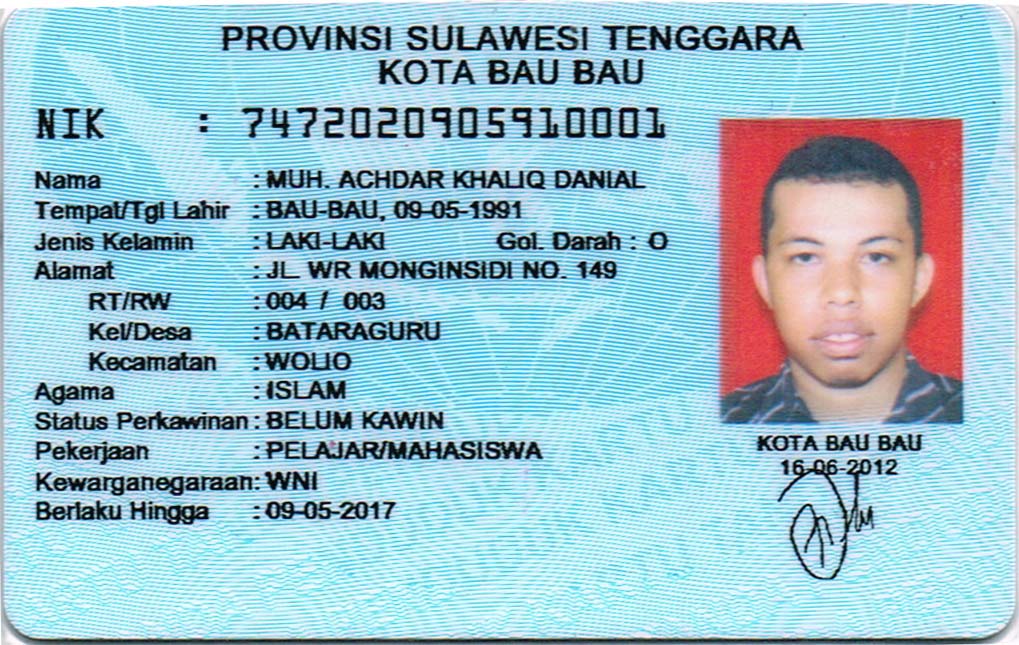 PROVINSI SULAWESI TENGGARA
KOTA BAU BAU
NIK : 7472020905910001
Nama : MUH. ACHDAR KHALIQ DANIAL
Tempat/Tgl Lahir : BAU-BAU, 09-05-1991
Jenis Kelamin : LAKI-LAKI Gol. Darah : O
Alamat : JL. WR MONGINSIDI NO. 149
RT/RW : 004 / 003
Kel/Desa : BATARAGURU
Kecamatan : WOLIO
Agama : ISLAM
Status Perkawinan : BELUM KAWIN
Pekerjaan : PELAJAR/MAHASISWA
Kewarganegaraan : WNI
Berlaku Hingga : 09-05-2017
KOTA BAU BAU
16-06-2012